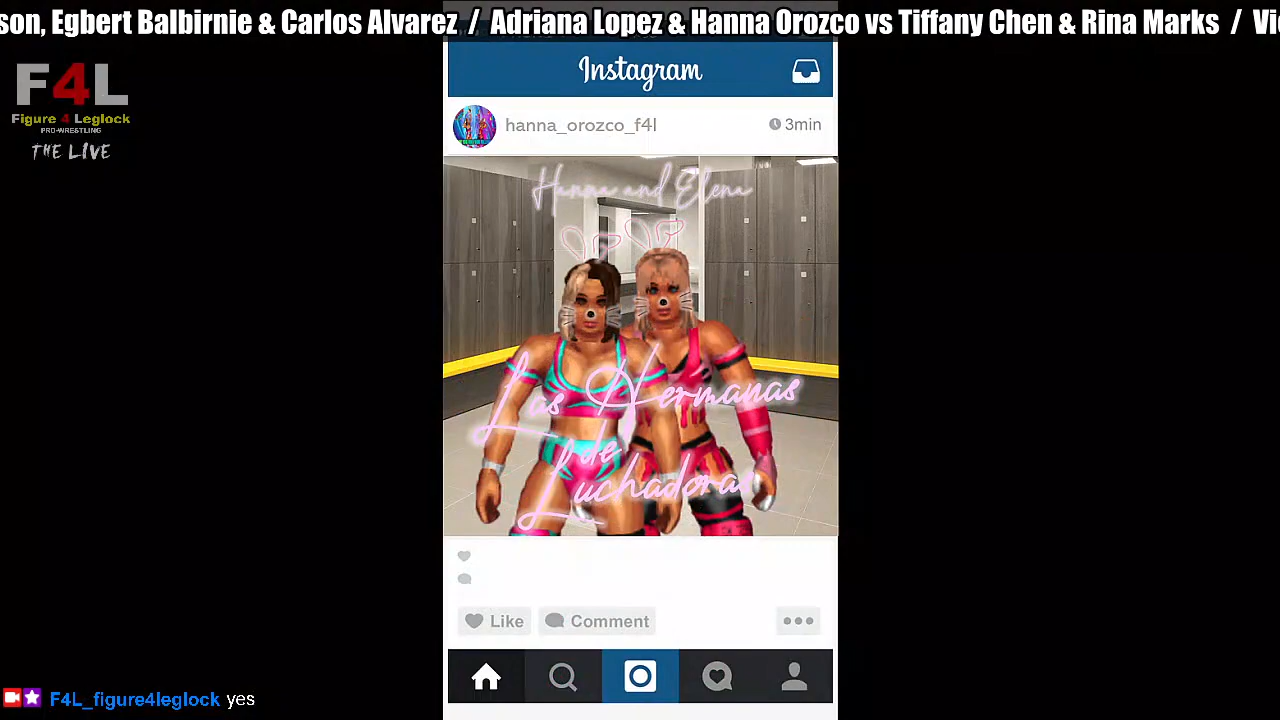 son, Egbert Balbirnie & Carlos Alvarez / Adriana Lopez & Hanna Orozco vs Tiffany Chen & Rina Marks / Vic
F4L
Figure 4 Leglock
PRO-WRESTLING
THE LIVE
Instagram
hanna_orozco_f4l
3min
Hanna and Elena
Las Hermanas
de
Luchadoras
Like
Comment
F4L_figure4leglock yes